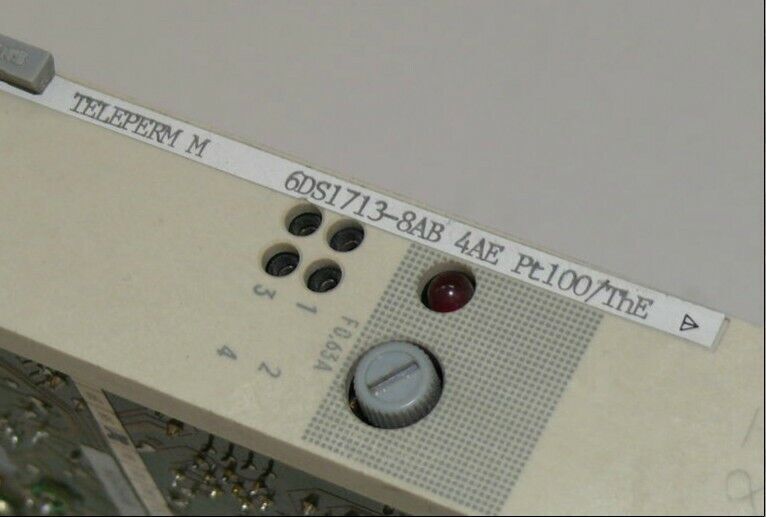 TELEPERM M 6DS1713-8AB 4AE Pt100/ThE
3 1
4 2
F0,63A